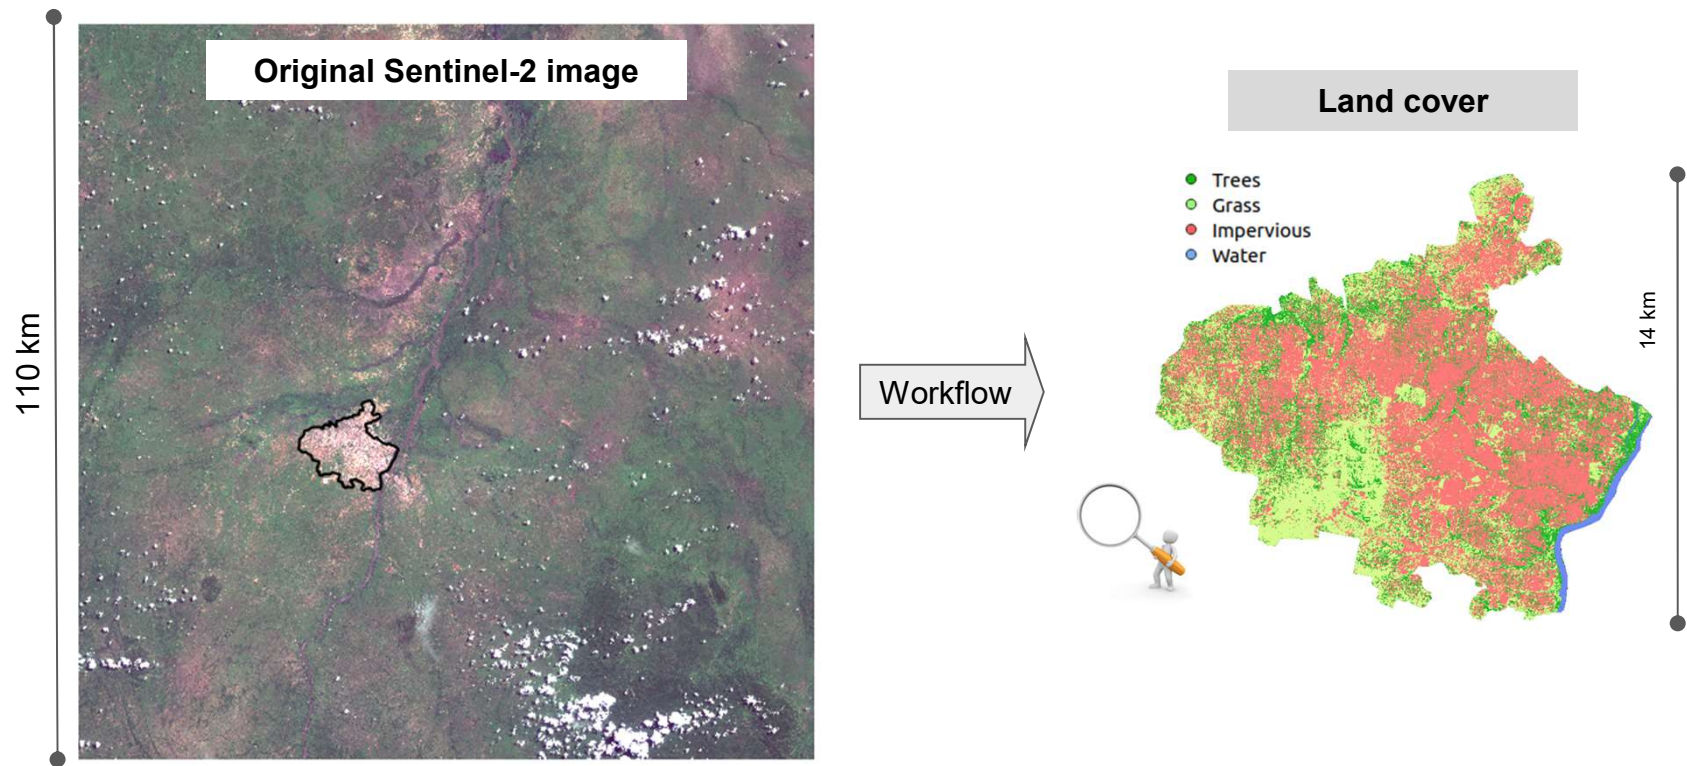 Original Sentinel-2 image
110 km
Workflow
Land cover
Trees
Grass
Impervious
Water
14 km